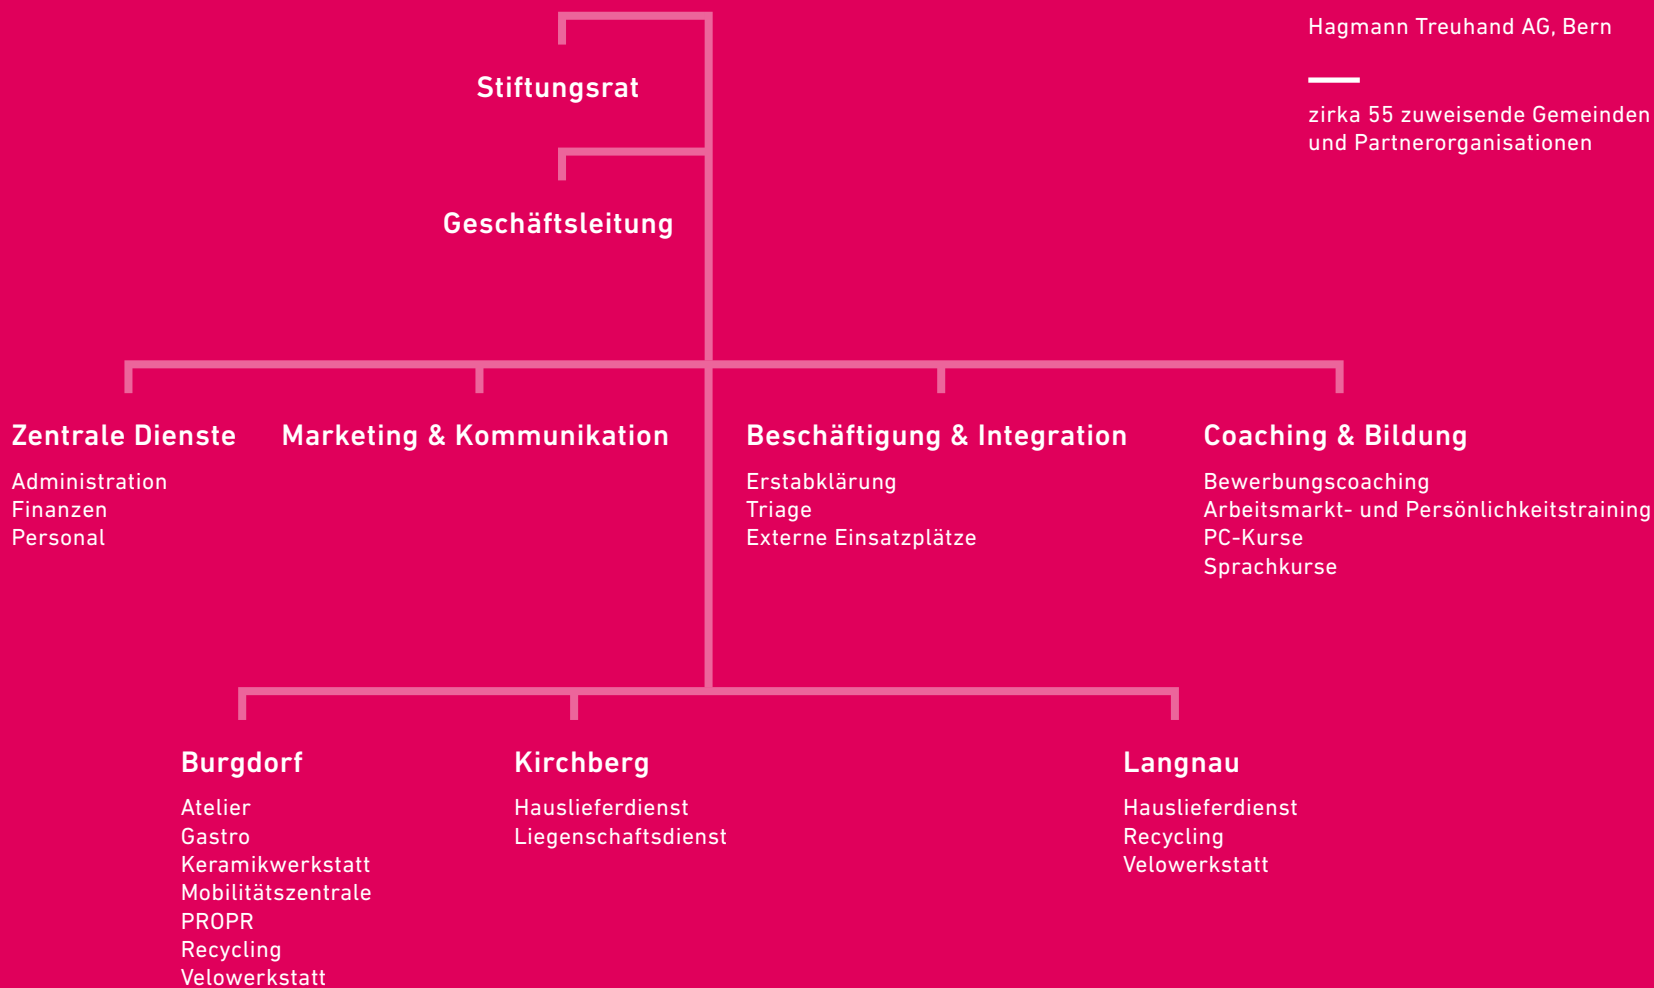 Hagmann Treuhand AG, Bern
zirka 55 zuweisende Gemeinden
und Partnerorganisationen
Stiftungsrat
Geschäftsleitung
Zentrale Dienste
Administration
Finanzen
Personal
Marketing & Kommunikation
Beschäftigung & Integration
Erstabklärung
Triage
Externe Einsatzplätze
Coaching & Bildung
Bewerbungscoaching
Arbeitsmarkt- und Persönlichkeitstraining
PC-Kurse
Sprachkurse
Burgdorf
Atelier
Gastro
Keramikwerkstatt
Mobilitätszentrale
PROPR
Recycling
Velowerkstatt
Kirchberg
Hauslieferdienst
Liegenschaftsdienst
Langnau
Hauslieferdienst
Recycling
Velowerkstatt